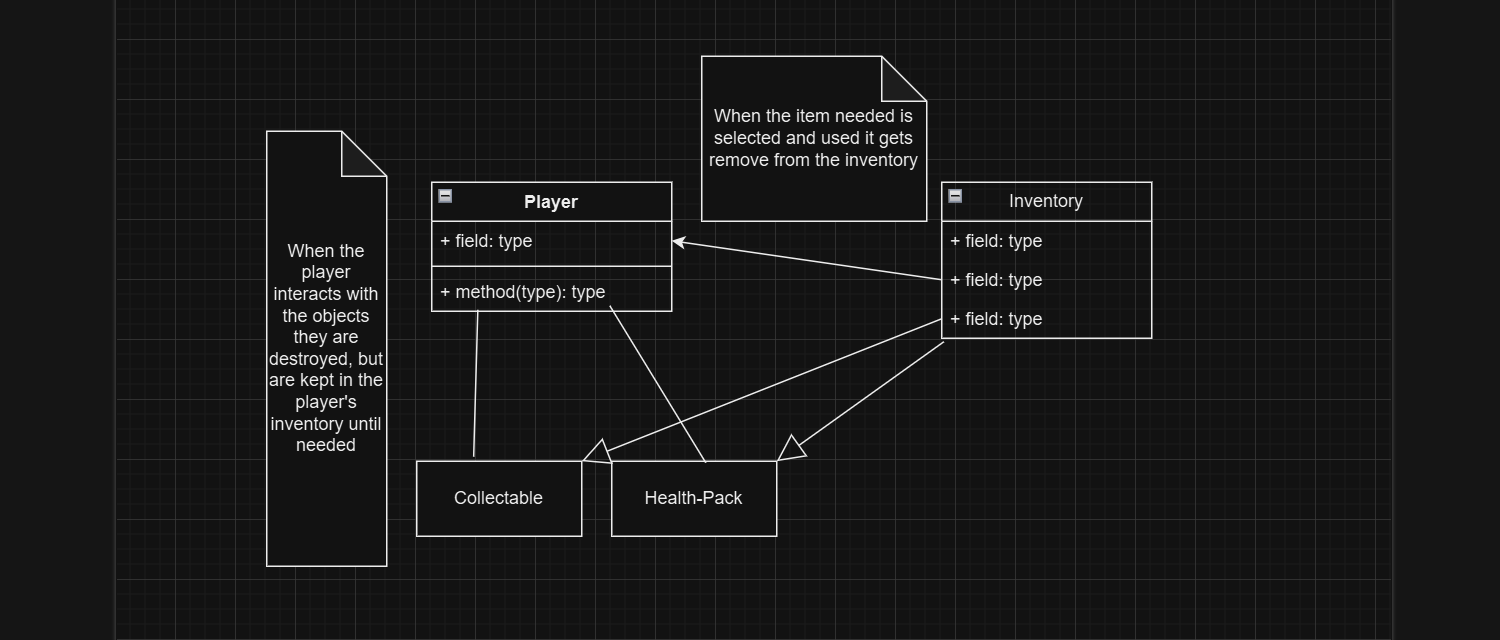 When the item needed is
selected and used it gets
remove from the inventory
When the
player
interacts with
the objects
they are
destroyed, but
are kept in the
player's
inventory until
needed
Player
+ field: type
+ method(type): type
Inventory
+ field: type
+ field: type
+ field: type
Collectable
Health-Pack